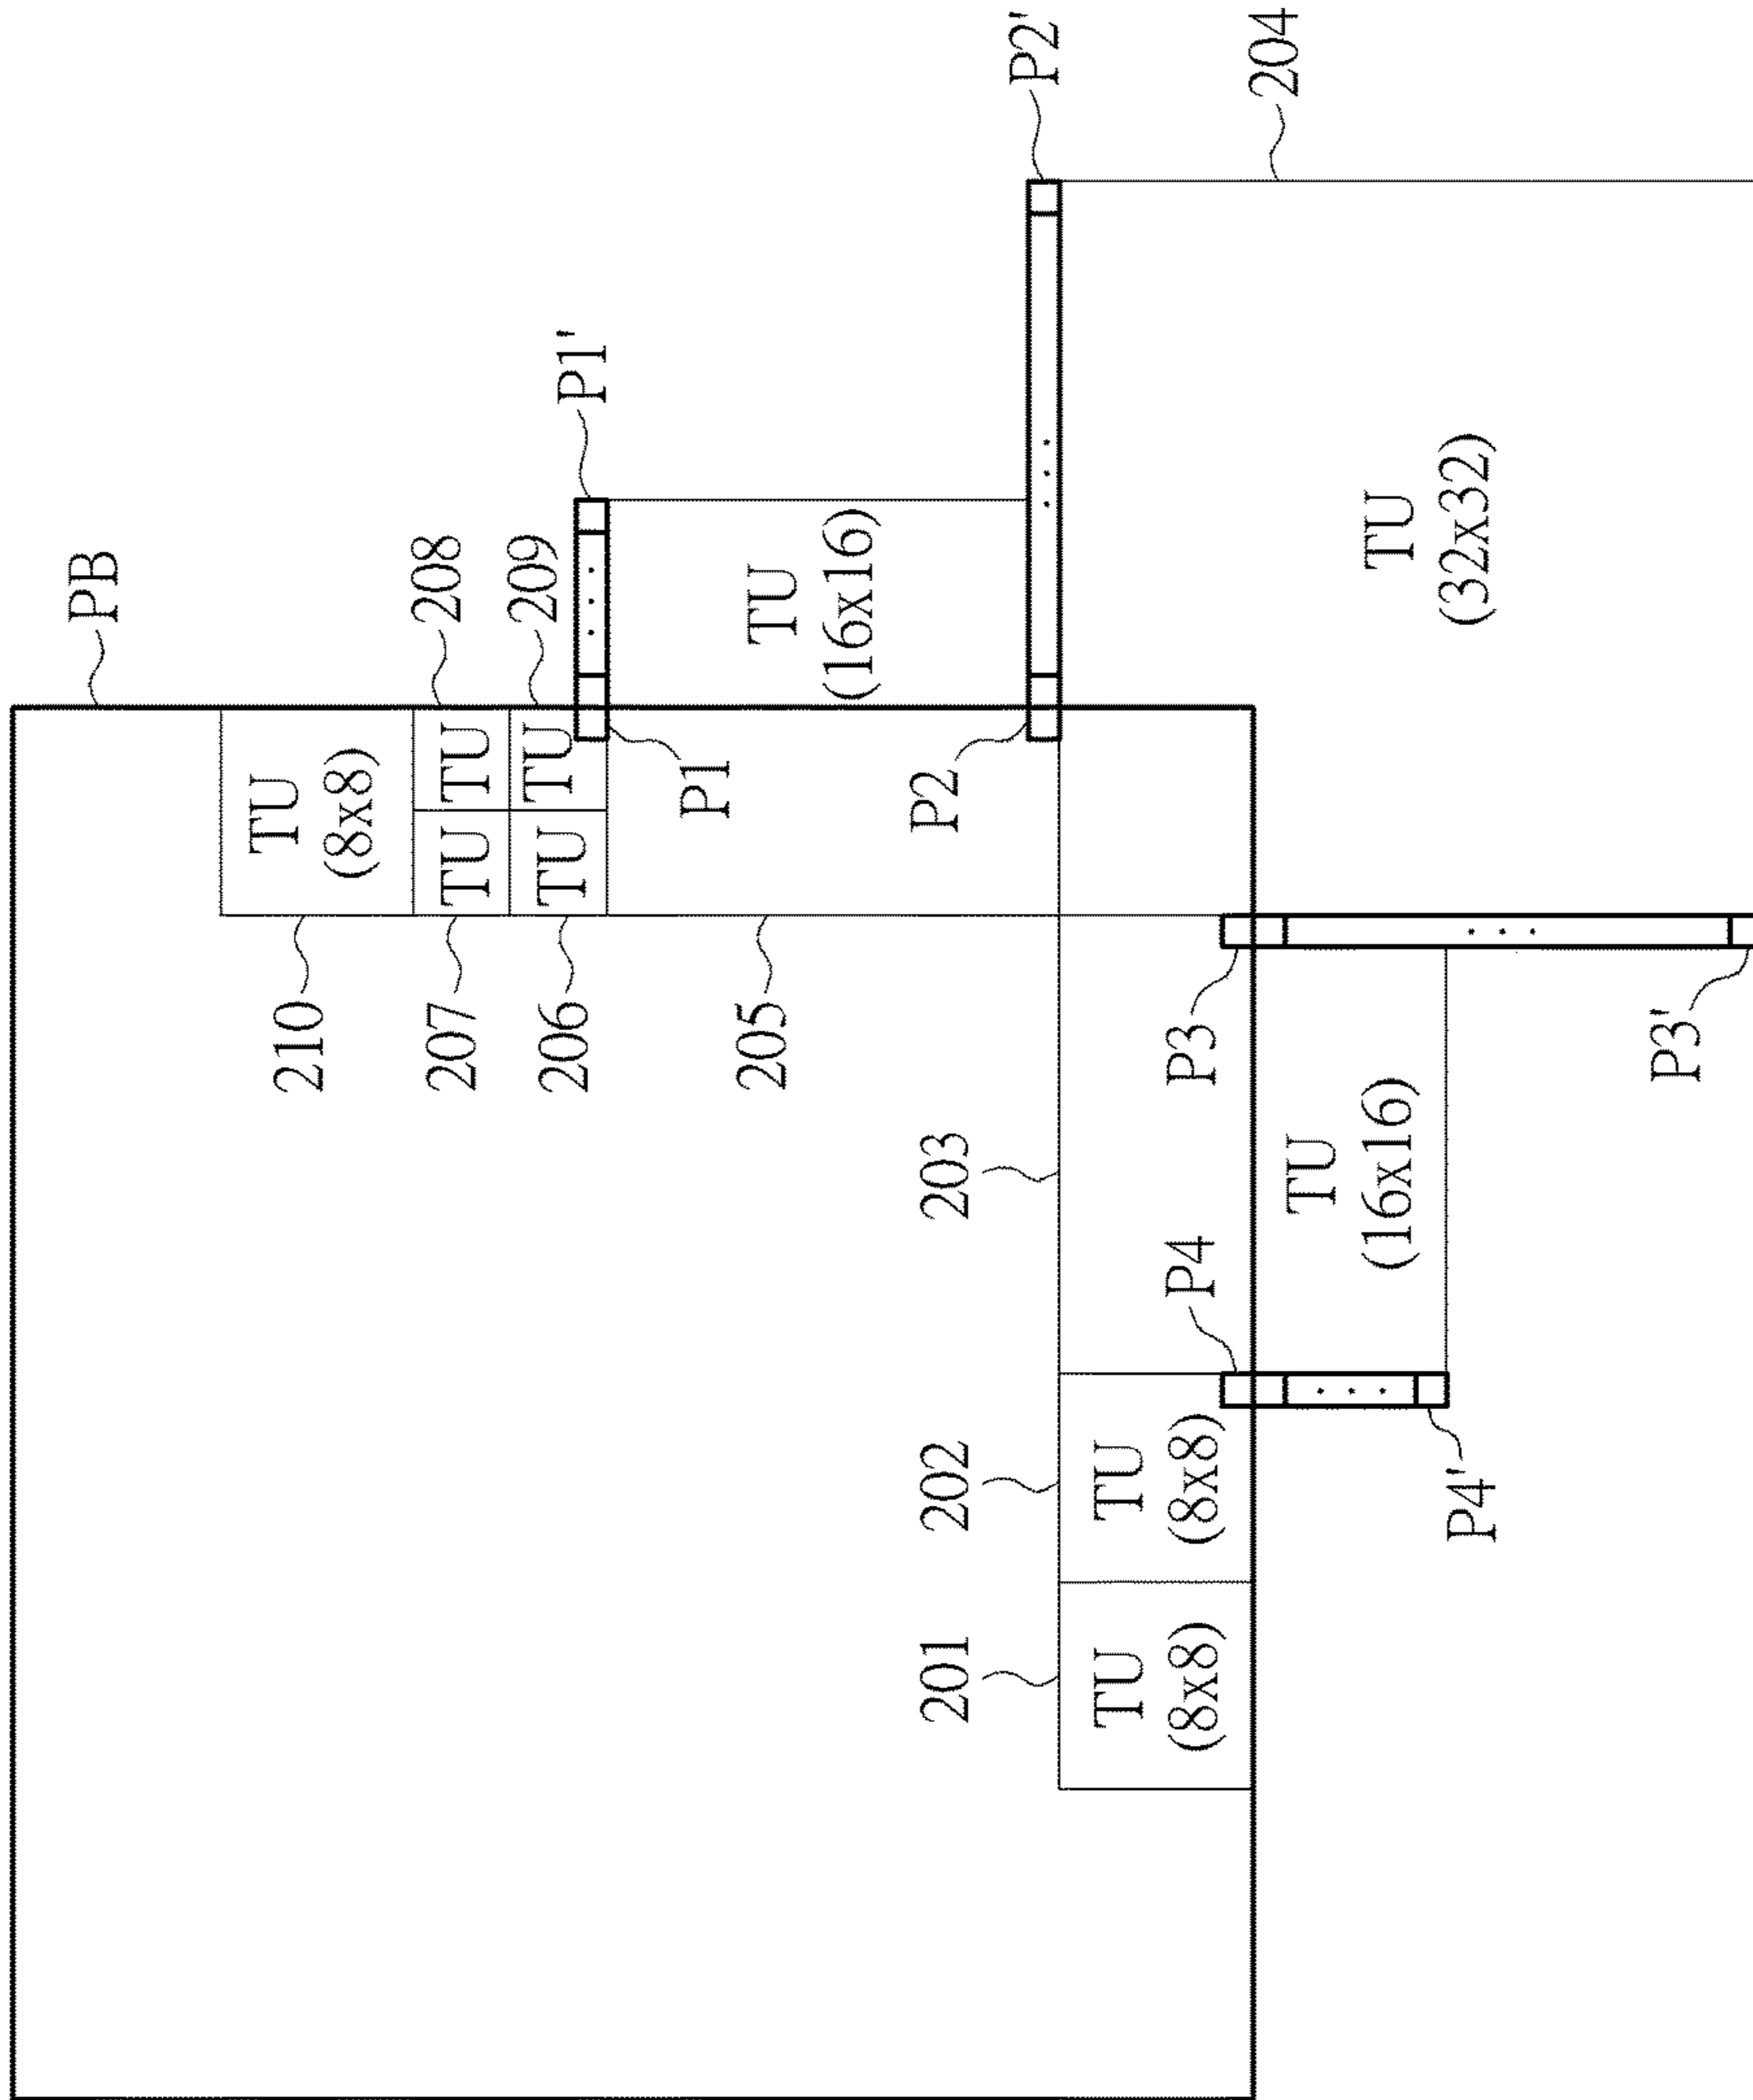 PB
210
TU
(8x8)
207
TU
TU
208
206
TU
TU
209
P1'
P1
205
TU
(16x16)
201
202
203
P2
P2'
TU
(8x8)
TU
(8x8)
P4
P3
204
TU
(16x16)
TU
(32x32)
P4'
P3'